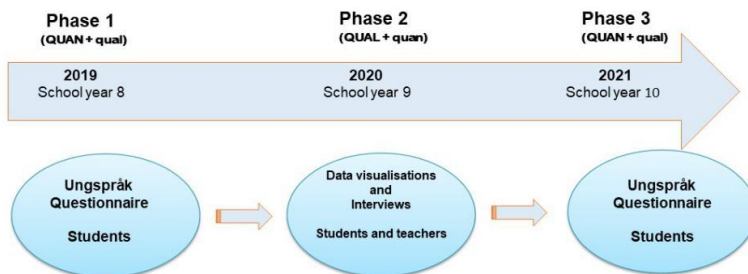 Phase 1
(QUAN + qual)
Phase 2
(QUAL + quan)
Phase 3
(QUAN + qual)
2019
School year 8
2020
School year 9
2021
School year 10
Ungspråk
Questionnaire
Students
Data visualisations
and
Interviews
Students and teachers
Ungspråk
Questionnaire
Students